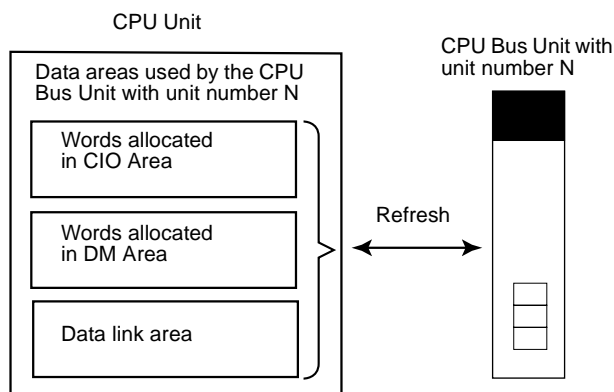 CPU Unit
Data areas used by the CPU
Bus Unit with unit number N
Words allocated
in CIO Area
Words allocated
in DM Area
Data link area
Refresh
CPU Bus Unit with
unit number N